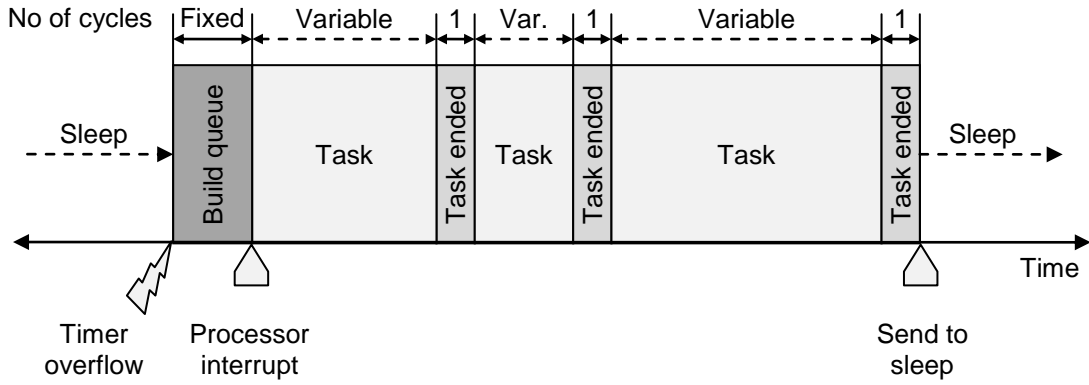 No of cycles Fixed Variable 1 Var. 1 Variable 1
Sleep
Build queue
Task
Task ended
Task
Task ended
Task
Task ended
Sleep
Time
Timer
overflow
Processor
interrupt
Send to
sleep